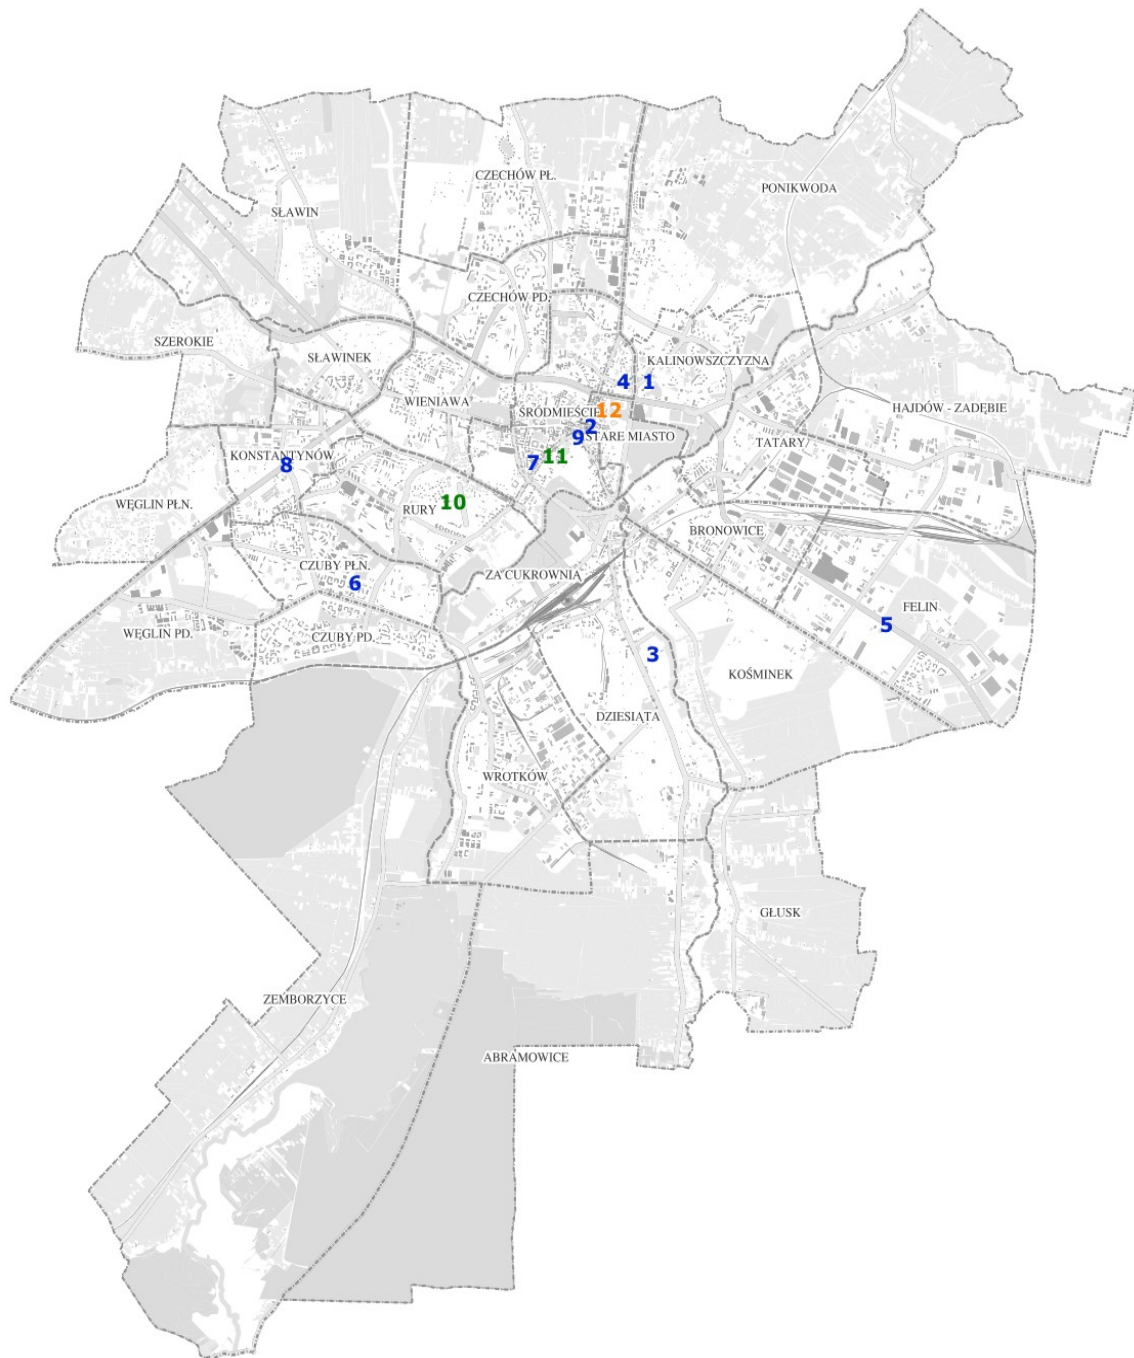 CZECHÓW PŁ.
PONIKWODA
SŁAWIN
CZECHÓW PD.
SZEROKIE
SŁAWINEK
KALINOWSZCZYZNA
4
1
WIENIAWA
ŚRÓDMIEŚCIE
12
HAJDÓW - ZADĘBIE
2
9
STARE MIASTO
TATARY
KONSTANTYNÓW
8
7
11
WĘGLIN PŁN.
RURY
10
BRONOWICE
CZUBY PŁN.
6
ZA CUKROWNIĄ
FELIN
5
WĘGLIN PD.
CZUBY PD.
3
KOŚMINEK
DZIESIĄTA
WROTKÓW
GŁUSK
ZEMBORZYCE
ABRAMOWICE